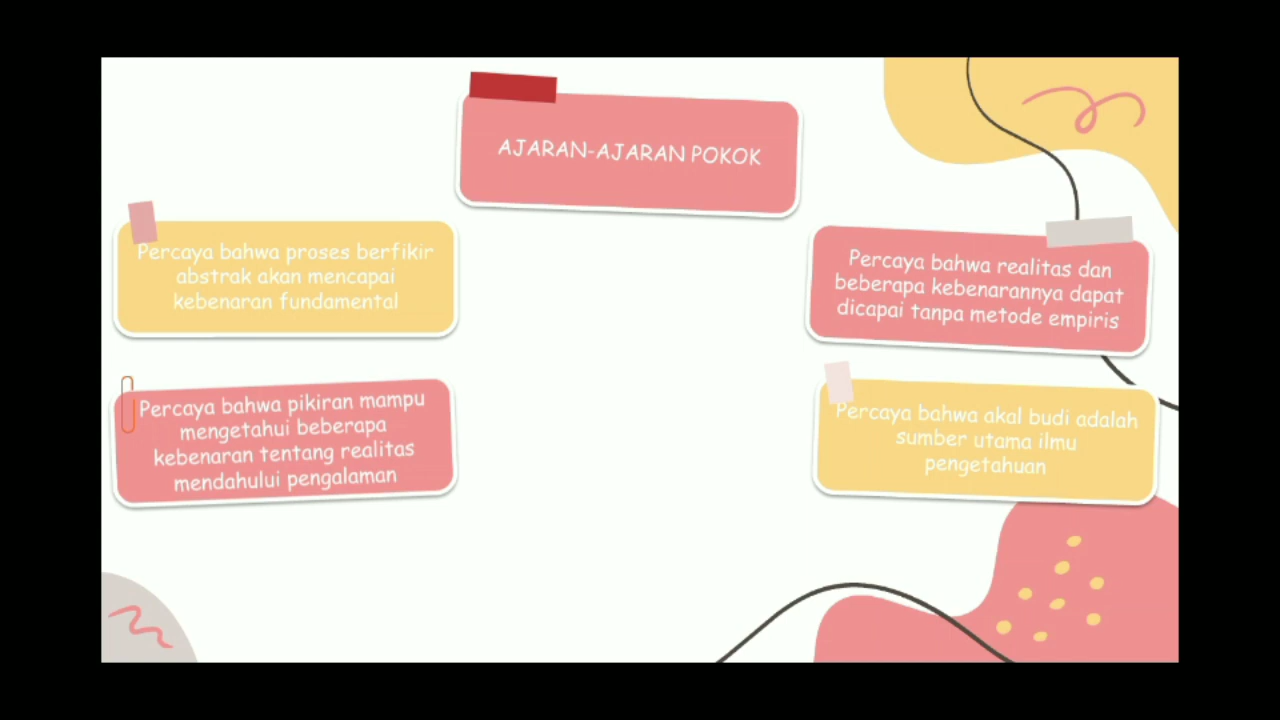 AJARAN-AJARAN POKOK
Percaya bahwa proses berfikir
abstrak akan mencapai
kebenaran fundamental
Percaya bahwa realitas dan
beberapa kebenarannya dapat
dicapai tanpa metode empiris
Percaya bahwa pikiran mampu
mengetahui beberapa
kebenaran tentang realitas
mendahului pengalaman
Percaya bahwa akal budi adalah
sumber utama ilmu
pengetahuan